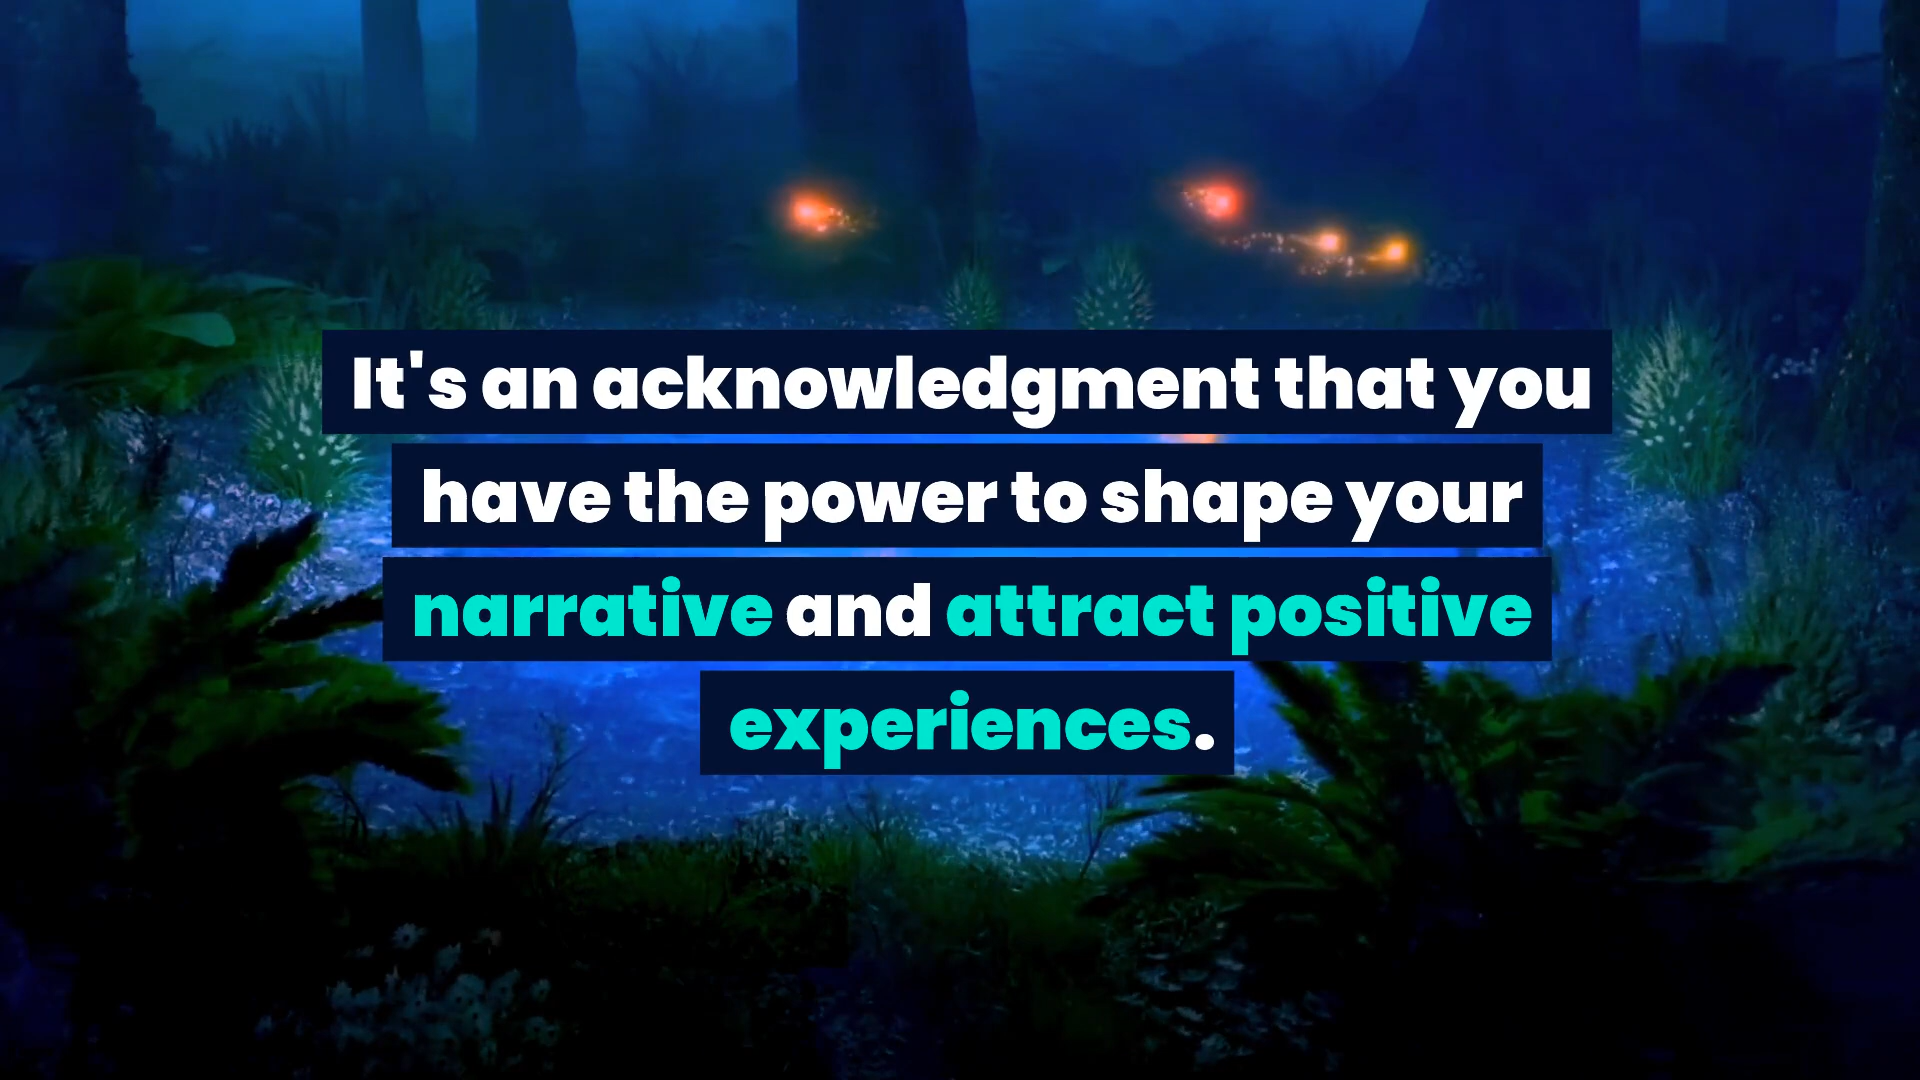 It's an acknowledgment that you
have the power to shape your
narrative and attract positive
experiences.